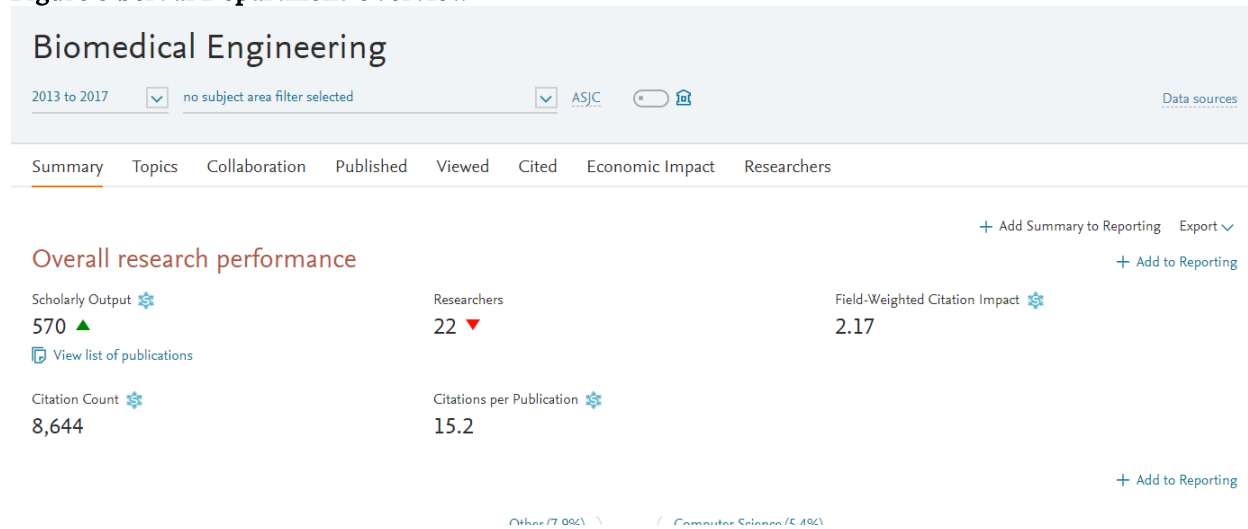 Biomedical Engineering
2013 to 2017 no subject area filter selected ASJC Data sources
Summary Topics Collaboration Published Viewed Cited Economic Impact Researchers
+ Add Summary to Reporting Export
Overall research performance + Add to Reporting
Scholarly Output Researchers Field-Weighted Citation Impact
570 22 2.17
View list of publications
Citation Count Citations per Publication
8,644 15.2
+ Add to Reporting
Other (7.9%) Computer Science (5.4%)